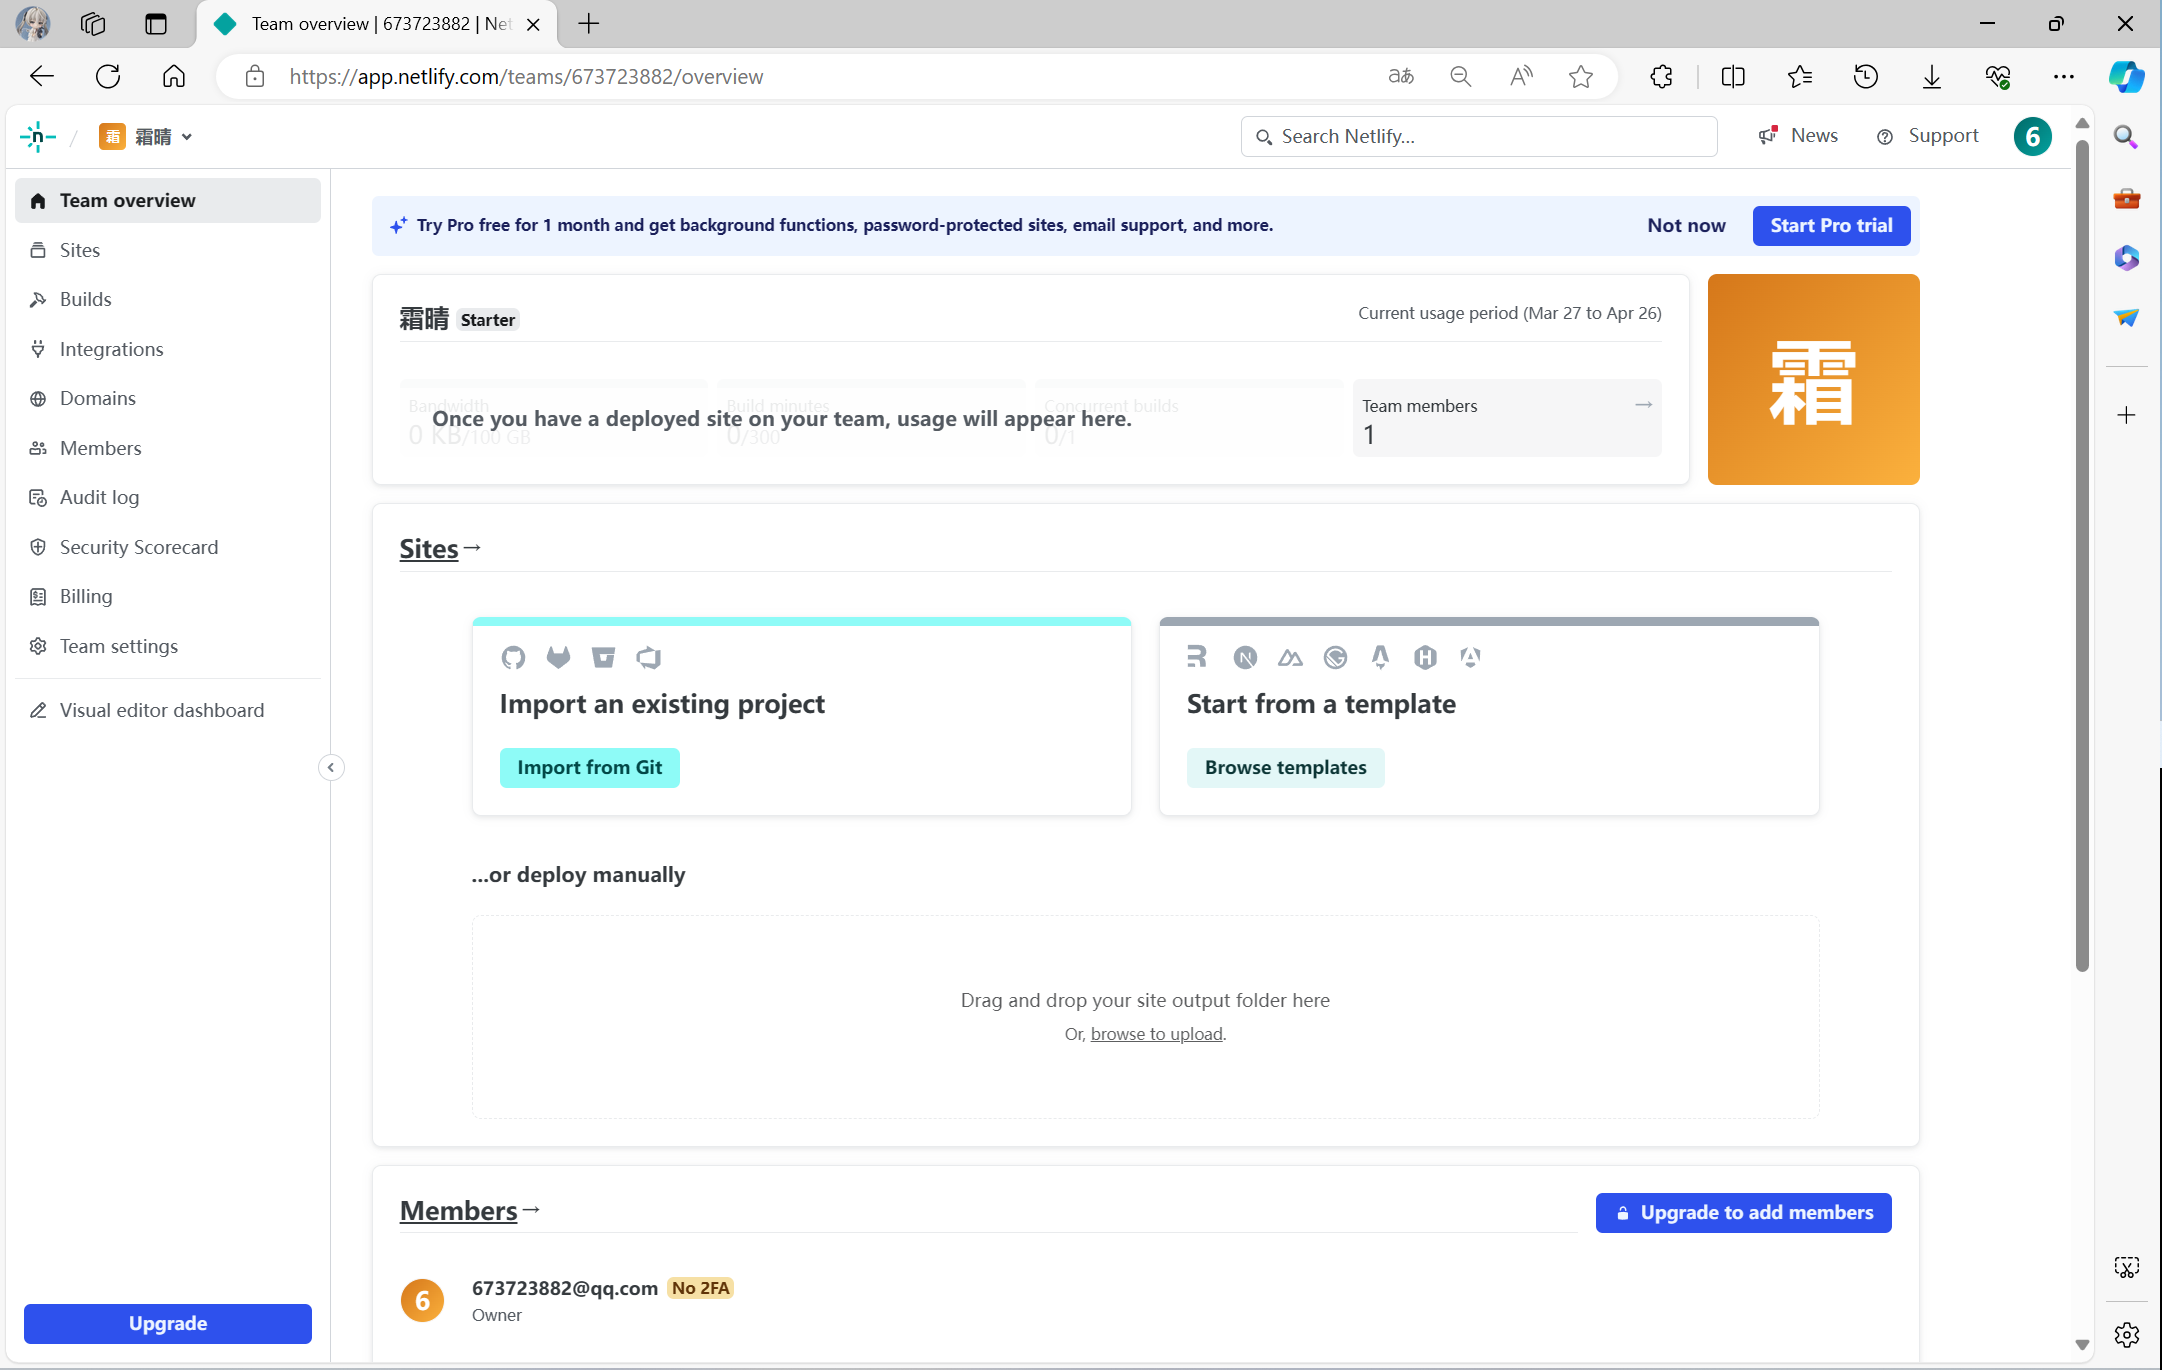 Team overview | 673723882 | Net
https://app.netlify.com/teams/673723882/overview
霜 霜晴
Search Netlify...
News
Support
6
Team overview
Sites
Builds
Integrations
Domains
Members
Audit log
Security Scorecard
Billing
Team settings
Visual editor dashboard
Upgrade
Try Pro free for 1 month and get background functions, password-protected sites, email support, and more.
Not now
Start Pro trial
霜晴 Starter
Current usage period (Mar 27 to Apr 26)
Bandwidth
0 KB/100 GB
Build minutes
0/300
Concurrent builds
0/1
Once you have a deployed site on your team, usage will appear here.
Team members →
1
霜
Sites→
Import an existing project
Import from Git
Start from a template
Browse templates
...or deploy manually
Drag and drop your site output folder here
Or, browse to upload.
Members→
Upgrade to add members
6
673723882@qq.com No 2FA
Owner